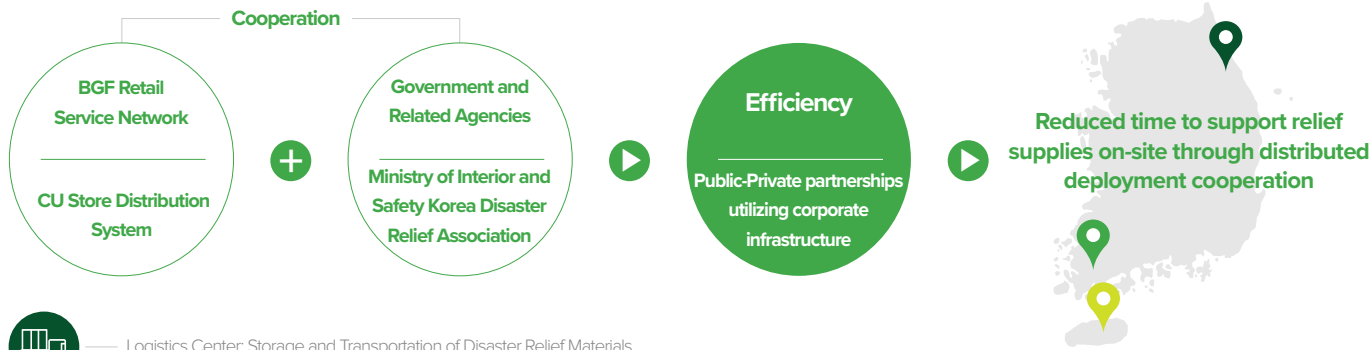 Cooperation
BGF Retail
Service Network
CU Store Distribution
System
Government and
Related Agencies
Ministry of Interior and
Safety Korea Disaster
Relief Association
Efficiency
Public-Private partnerships
utilizing corporate
infrastructure
Reduced time to support relief
supplies on-site through distributed
deployment cooperation
Logistics Center: Storage and Transportation of Disaster Relief Materials